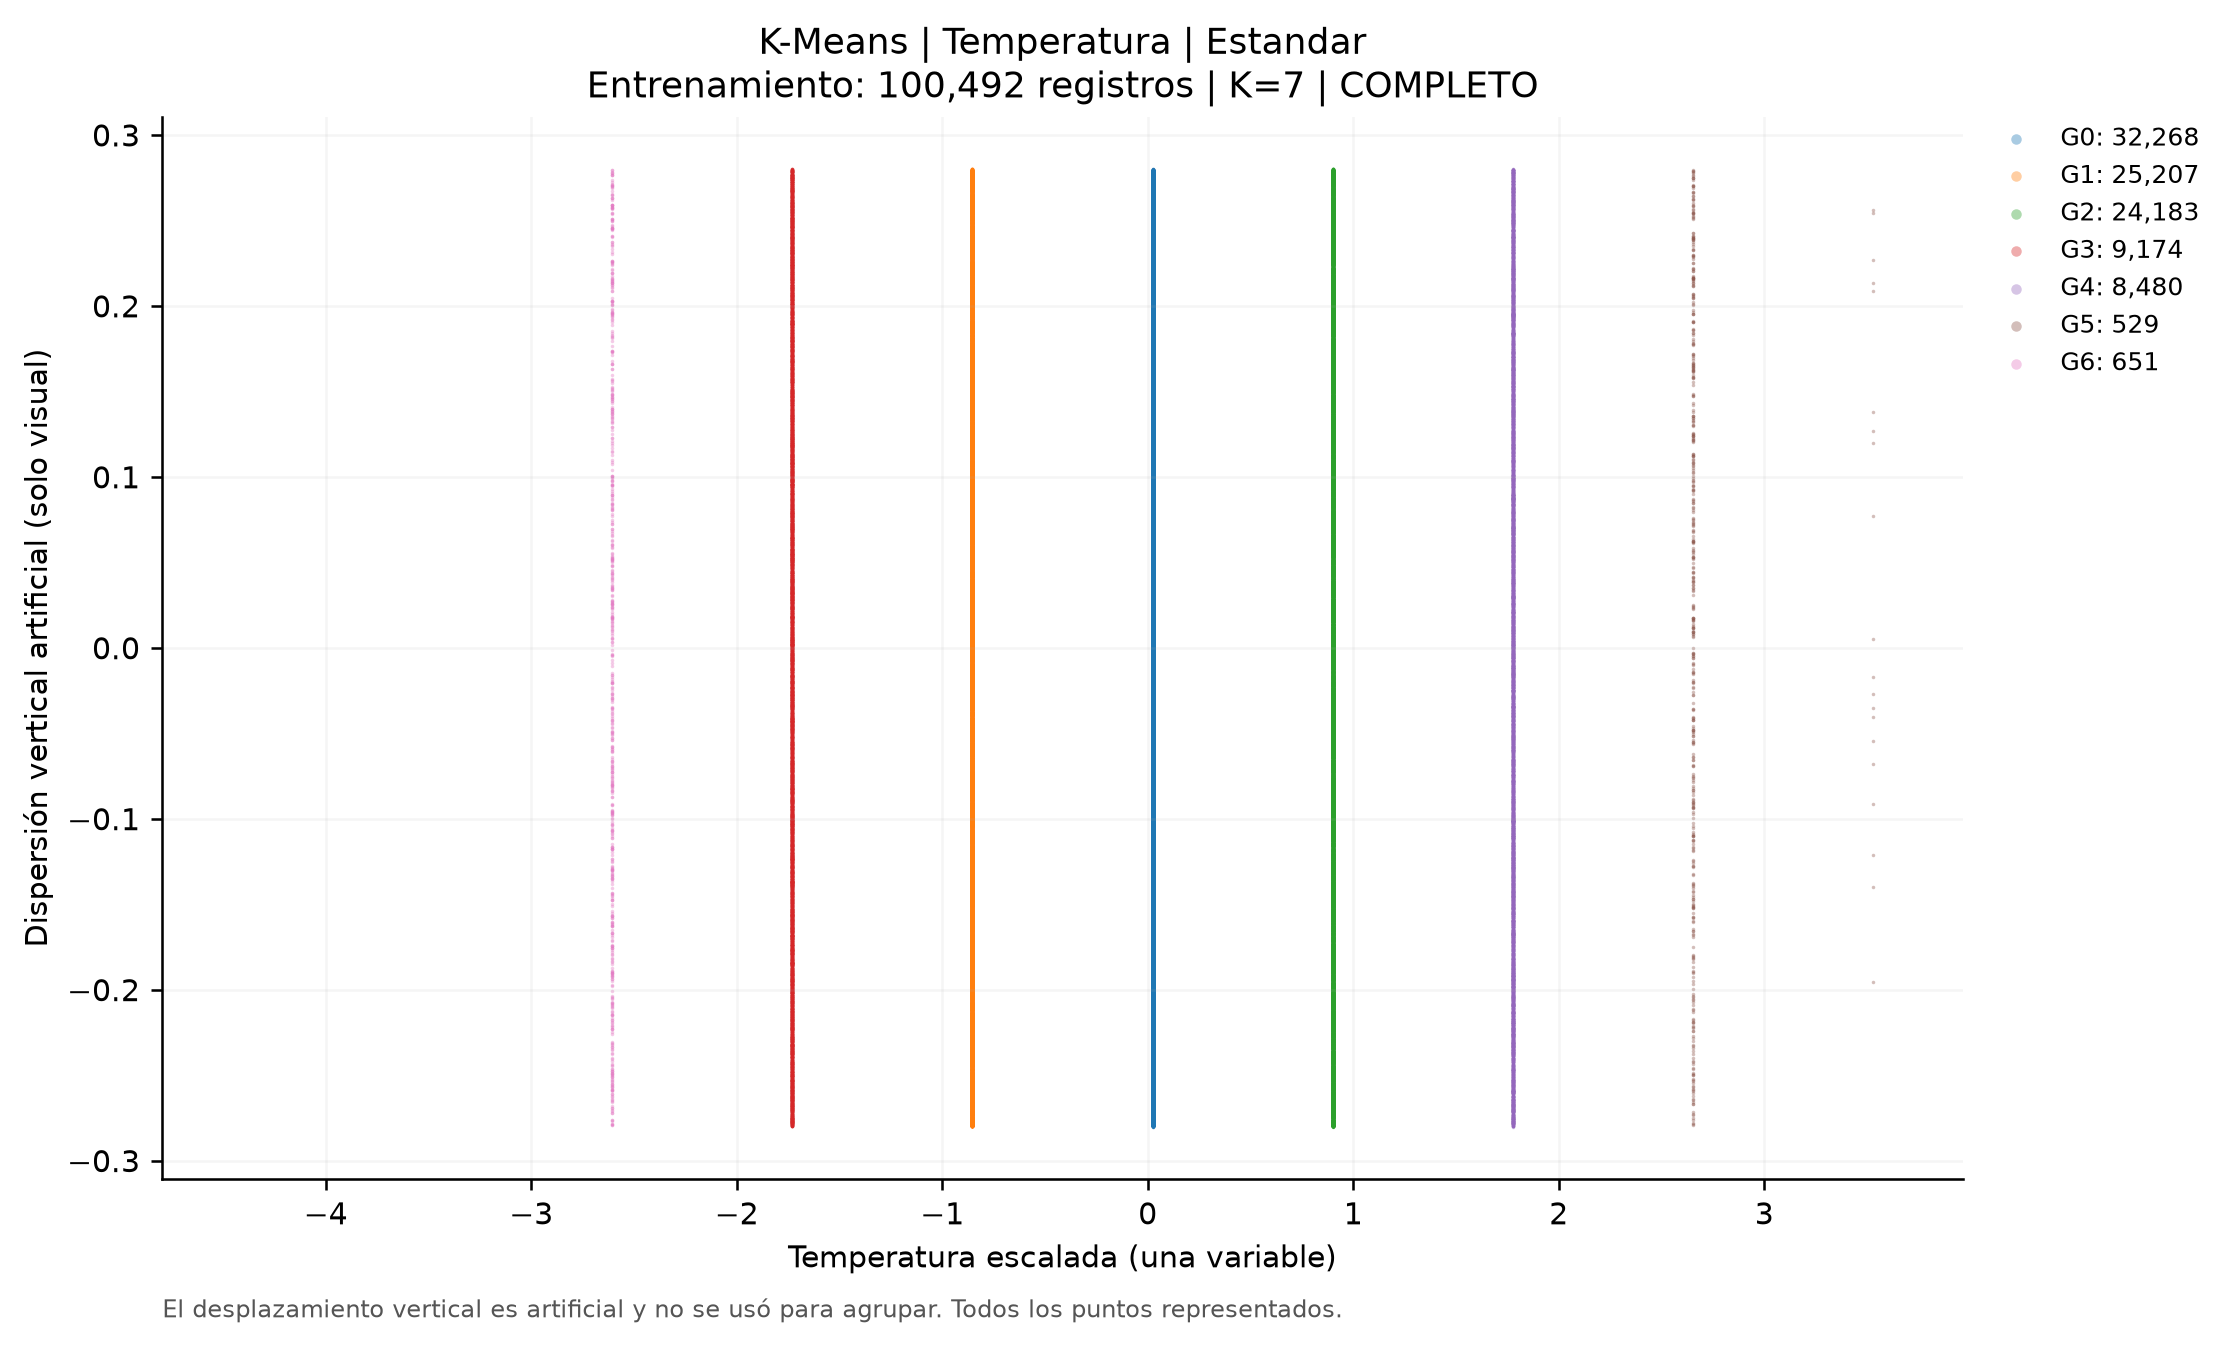 K-Means | Temperatura | Estandar
Entrenamiento: 100,492 registros | K=7 | COMPLETO
0.3
0.2
0.1
0.0
−0.1
−0.2
−0.3
Dispersión vertical artificial (solo visual)
−4
−3
−2
−1
0
1
2
3
Temperatura escalada (una variable)
G0: 32,268
G1: 25,207
G2: 24,183
G3: 9,174
G4: 8,480
G5: 529
G6: 651
El desplazamiento vertical es artificial y no se usó para agrupar. Todos los puntos representados.